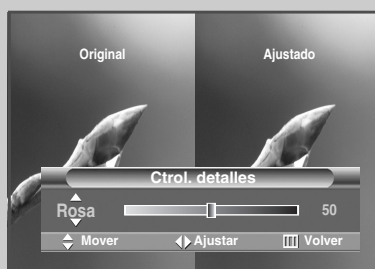 Original Ajustado
Ctrol. detalles
Rosa 50
Mover Ajustar Volver